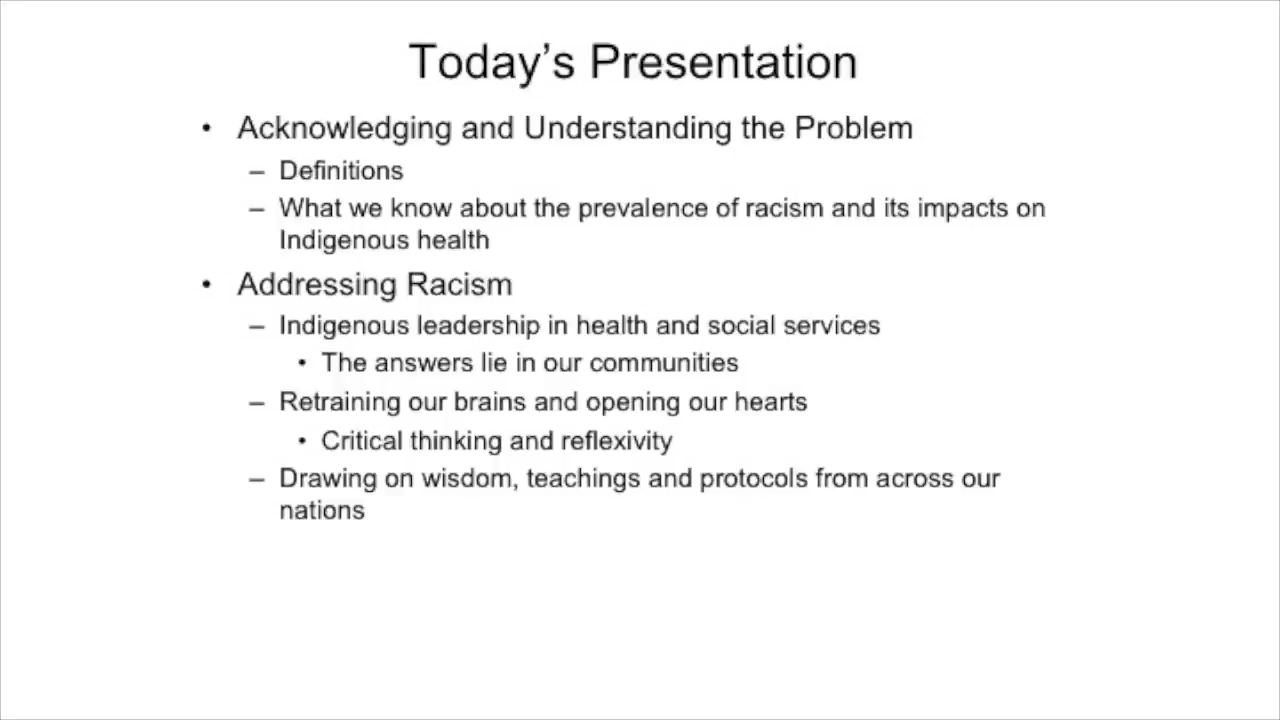 Today’s Presentation
• Acknowledging and Understanding the Problem
– Definitions
– What we know about the prevalence of racism and its impacts on
Indigenous health
• Addressing Racism
– Indigenous leadership in health and social services
• The answers lie in our communities
– Retraining our brains and opening our hearts
• Critical thinking and reflexivity
– Drawing on wisdom, teachings and protocols from across our
nations